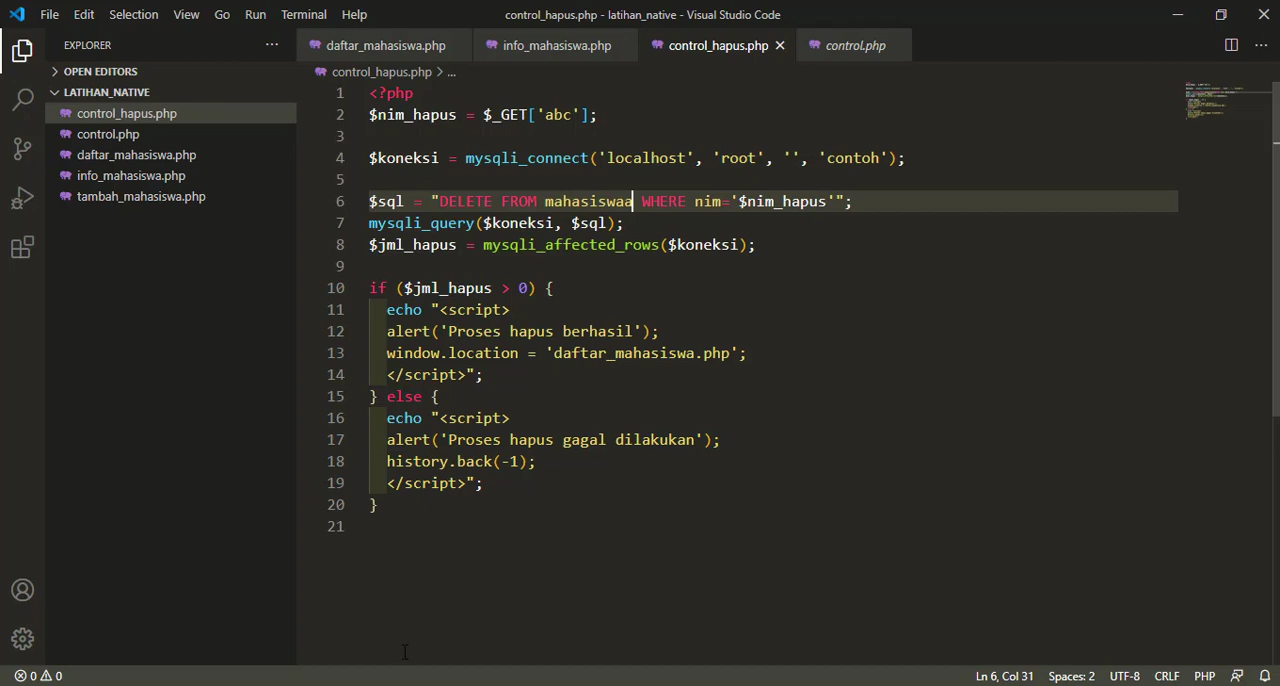 File Edit Selection View Go Run Terminal Help control_hapus.php - latihan_native - Visual Studio Code
EXPLORER
OPEN EDITORS
LATIHAN_NATIVE
control_hapus.php
control.php
daftar_mahasiswa.php
info_mahasiswa.php
tambah_mahasiswa.php
daftar_mahasiswa.php info_mahasiswa.php control_hapus.php control.php
control_hapus.php > ...
1 <?php
2 $nim_hapus = $_GET['abc'];
3
4 $koneksi = mysqli_connect('localhost', 'root', '', 'contoh');
5
6 $sql = "DELETE FROM mahasiswaa WHERE nim='$nim_hapus'";
7 mysqli_query($koneksi, $sql);
8 $jml_hapus = mysqli_affected_rows($koneksi);
9
10 if ($jml_hapus > 0) {
11 echo "<script>
12 alert('Proses hapus berhasil');
13 window.location = 'daftar_mahasiswa.php';
14 </script>";
15 } else {
16 echo "<script>
17 alert('Proses hapus gagal dilakukan');
18 history.back(-1);
19 </script>";
20 }
21
0 0 Ln 6, Col 31 Spaces: 2 UTF-8 CRLF PHP